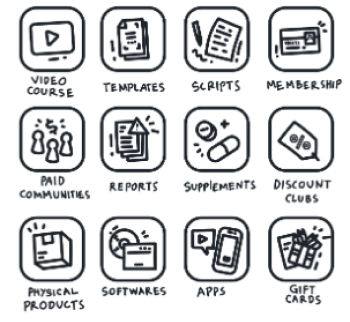 VIDEO
COURSE
TEMPLATES
SCRIPTS
MEMBERSHIP
PAID
COMMUNITIES
REPORTS
SUPPLEMENTS
DISCOUNT
CLUBS
PHYSICAL
PRODUCTS
SOFTWARES
APPS
GIFT
CARDS